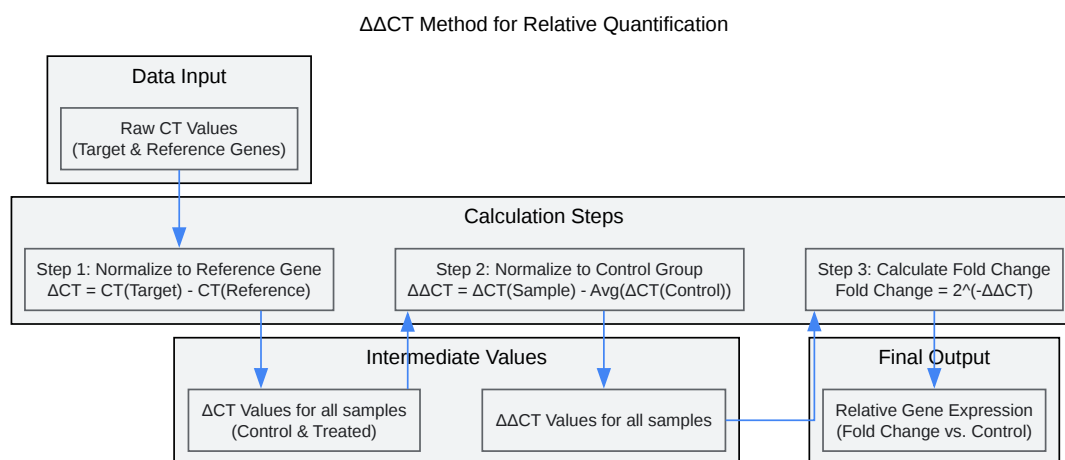 ΔΔCT Method for Relative Quantification
Data Input
Raw CT Values
(Target & Reference Genes)
Calculation Steps
Step 1: Normalize to Reference Gene
ΔCT = CT(Target) - CT(Reference)
Step 2: Normalize to Control Group
ΔΔCT = ΔCT(Sample) - Avg(ΔCT(Control))
Step 3: Calculate Fold Change
Fold Change = 2^(-ΔΔCT)
Intermediate Values
ΔCT Values for all samples
(Control & Treated)
ΔΔCT Values for all samples
Final Output
Relative Gene Expression
(Fold Change vs. Control)